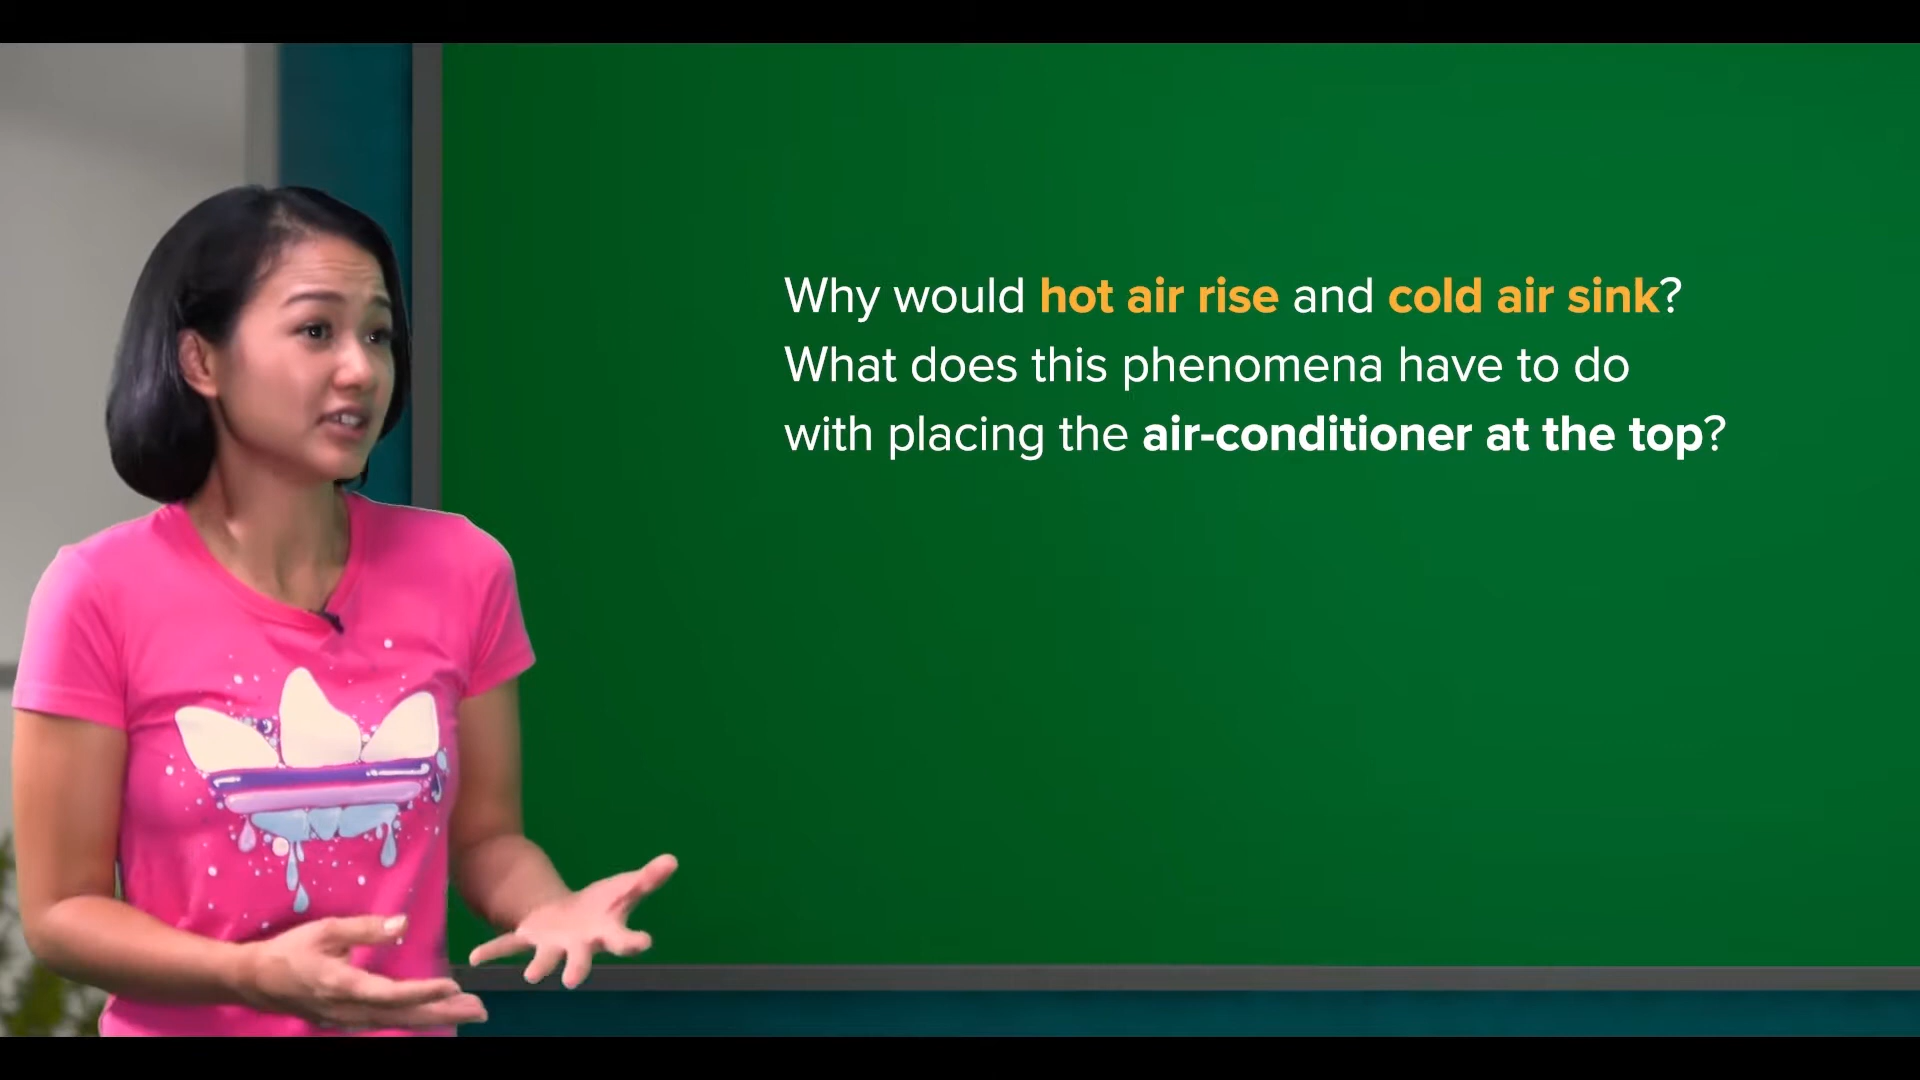 Why would hot air rise and cold air sink?
What does this phenomena have to do
with placing the air-conditioner at the top?